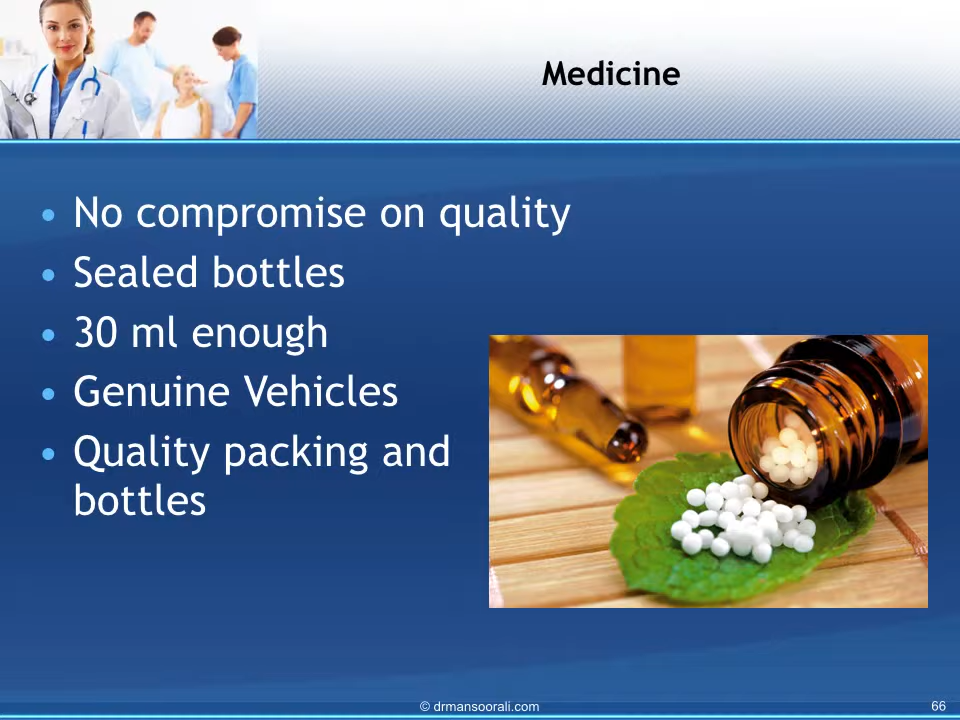 Medicine
• No compromise on quality
• Sealed bottles
• 30 ml enough
• Genuine Vehicles
• Quality packing and
bottles
© drmansoorali.com
66